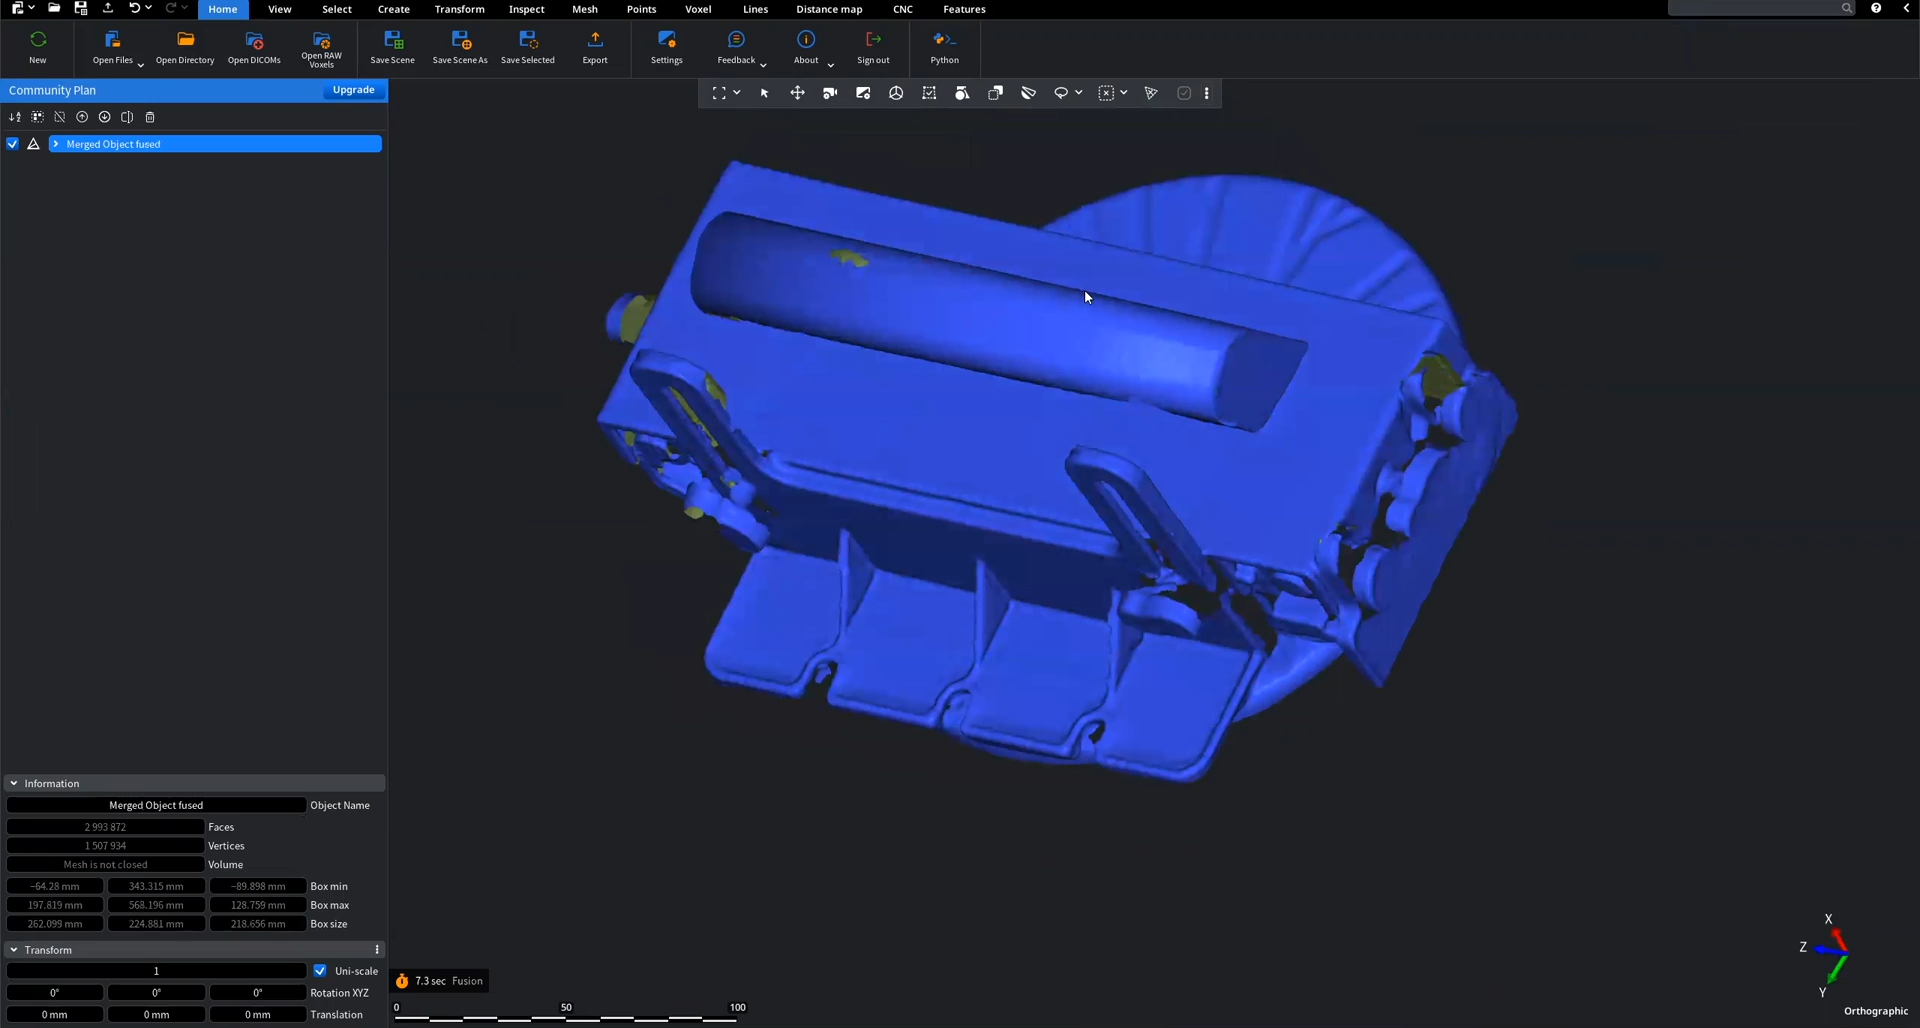 Home View Select Create Transform Inspect Mesh Points Voxel Lines Distance map CNC Features
New Open Files Open Directory Open DICOMs Open RAW Voxels Save Scene Save Scene As Save Selected Export Settings Feedback About Sign out Python
Community Plan Upgrade
Merged Object fused
Information
Merged Object fused Object Name
2 993 872 Faces
1 507 934 Vertices
Mesh is not closed Volume
−64.28 mm 343.315 mm −89.898 mm Box min
197.819 mm 568.196 mm 128.759 mm Box max
262.099 mm 224.881 mm 218.656 mm Box size
Transform
1 Uni-scale
0° 0° 0° Rotation XYZ
0 mm 0 mm 0 mm Translation
7.3 sec Fusion
0 50 100
X
Z
Y
Orthographic